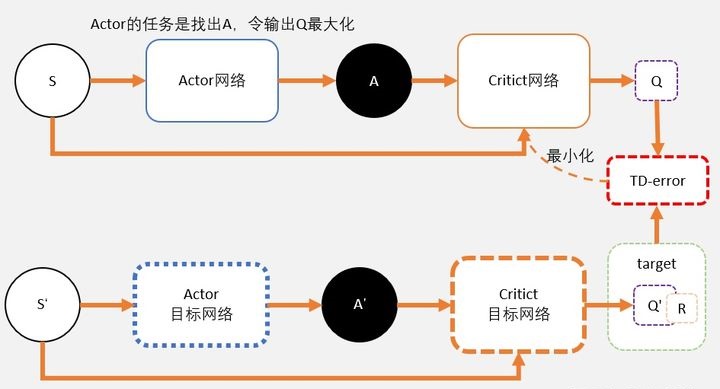 Actor的任务是找出A，令输出Q最大化
S
Actor网络
A
Critict网络
Q
最小化
TD-error
target
S‘
Actor
目标网络
A’
Critict
目标网络
Q'
R